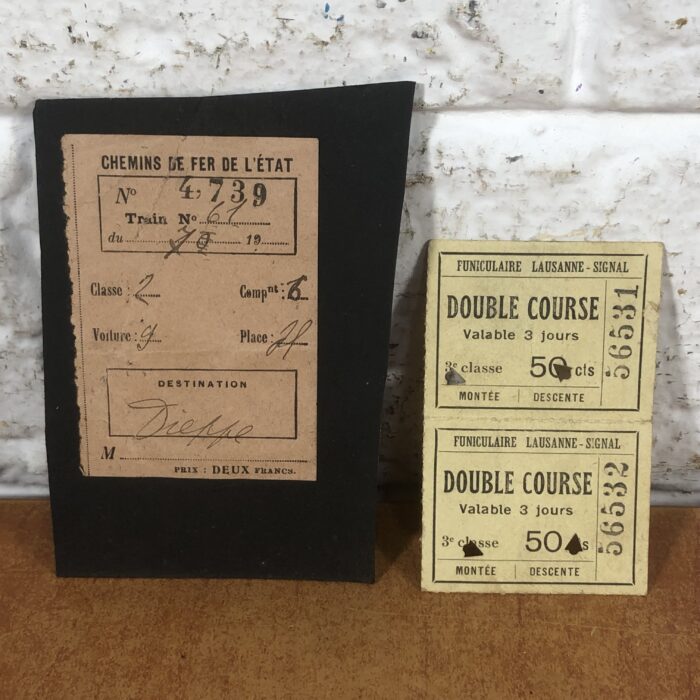 CHEMINS DE FER DE L'ÉTAT
Nº 4,739
Train Nº 61
du 19
Classe : 2 Compnt :
Voiture : 9 Place :
DESTINATION
Dieppe
M
PRIX : DEUX FRANCS.
FUNICULAIRE LAUSANNE-SIGNAL
DOUBLE COURSE
Valable 3 jours
3e classe 50 cts
MONTÉE DESCENTE
56531
FUNICULAIRE LAUSANNE-SIGNAL
DOUBLE COURSE
Valable 3 jours
3e classe 50 cts
MONTÉE DESCENTE
56532